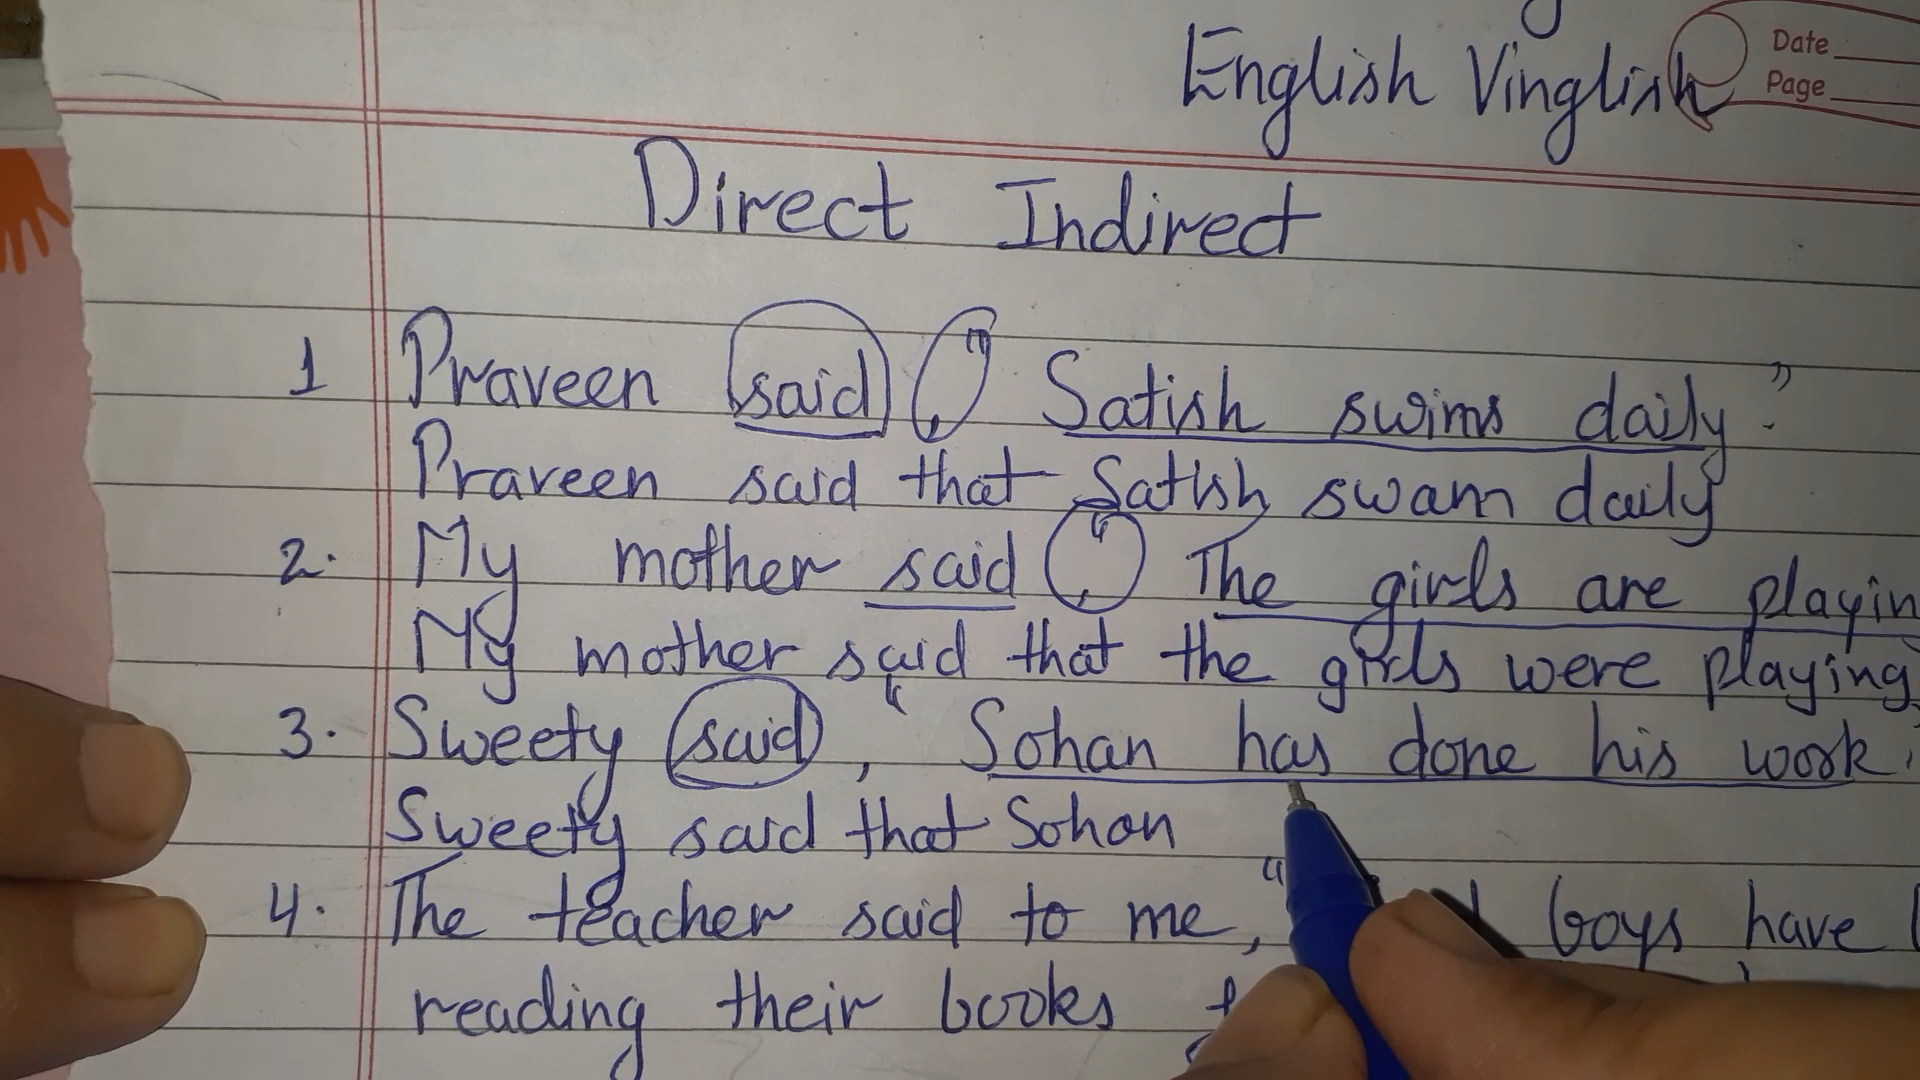 English Vinglish
Date
Page
Direct Indirect
1 Praveen said, " Satish swims daily."
Praveen said that Satish swam daily
2. My mother said, " The girls are playin
My mother said that the girls were playing
3. Sweety said, " Sohan has done his work.
Sweety said that Sohan
4. The teacher said to me, " boys have
reading their books